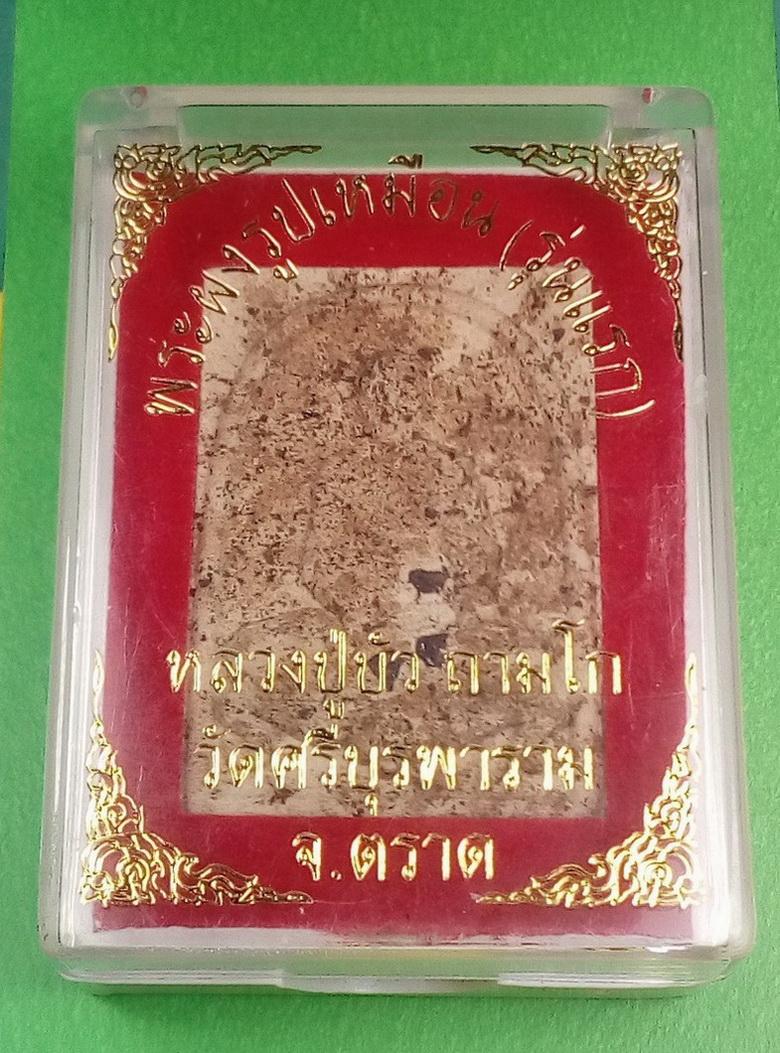 พระผงรูปเหมือน (รุ่นแรก)
หลวงปู่บัว ถามโก
วัดศรีบุรพาราม
จ.ตราด